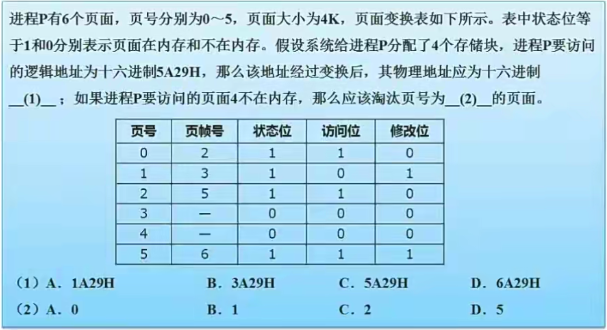 进程P有6个页面，页号分别为0～5，页面大小为4K，页面变换表如下所示。表中状态位等
于1和0分别表示页面在内存和不在内存。假设系统给进程P分配了4个存储块，进程P要访问
的逻辑地址为十六进制5A29H，那么该地址经过变换后，其物理地址应为十六进制
__(1)__；如果进程P要访问的页面4不在内存，那么应该淘汰页号为__(2)__的页面。
页号 页帧号 状态位 访问位 修改位
0 2 1 1 0
1 3 1 0 1
2 5 1 1 0
3 — 0 0 0
4 — 0 0 0
5 6 1 1 1
（1）A．1A29H B．3A29H C．5A29H D．6A29H
（2）A．0 B．1 C．2 D．5